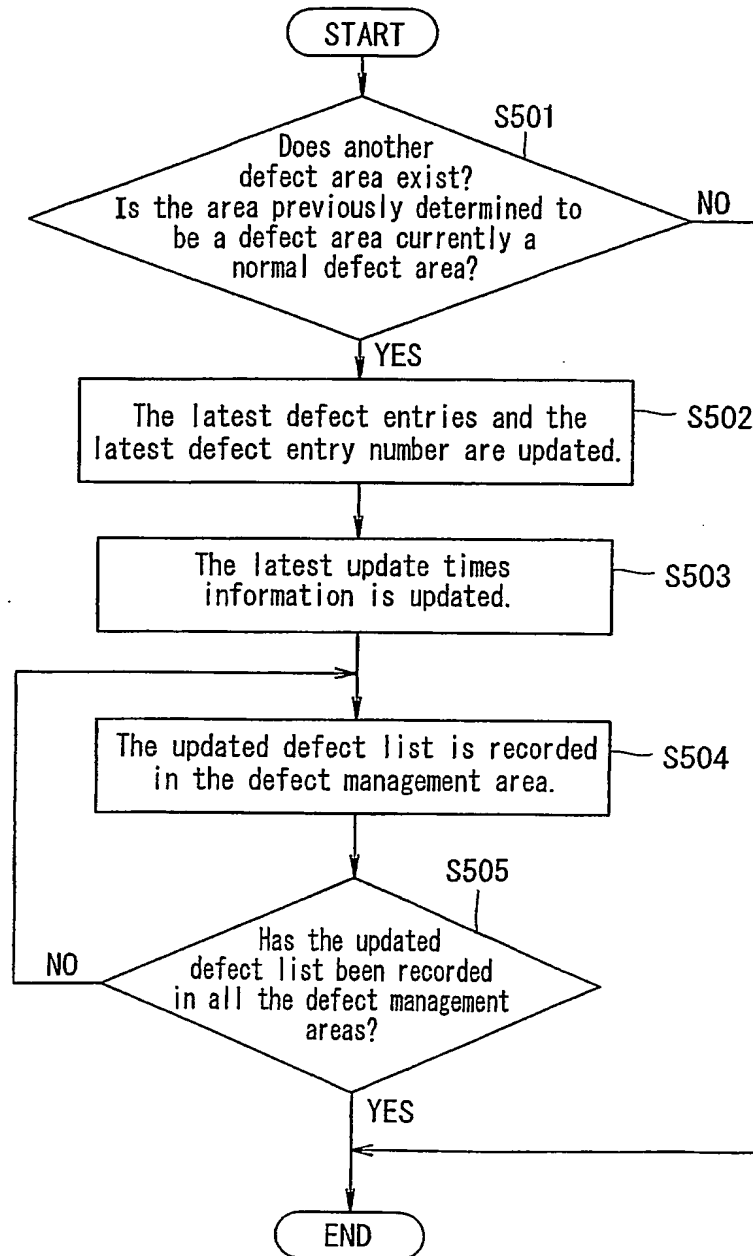 START
S501
Does another
defect area exist?
Is the area previously determined to
be a defect area currently a
normal defect area?
NO
YES
The latest defect entries and the
latest defect entry number are updated.
S502
The latest update times
information is updated.
S503
The updated defect list is recorded
in the defect management area.
S504
S505
Has the updated
defect list been recorded
in all the defect management
areas?
NO
YES
END